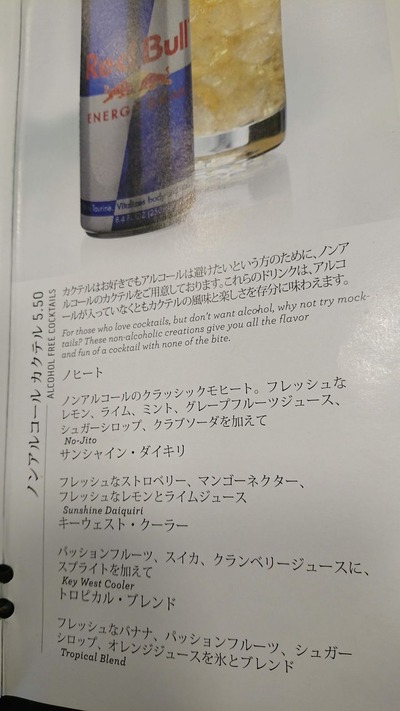 Red Bull
ENERGY DRINK
Taurine. Vitalizes body
8.4 FL OZ (250
ノンアルコール カクテル 5.50
ALCOHOL FREE COCKTAILS
カクテルはお好きでもアルコールは避けたいという方のために、ノンア
ルコールのカクテルをご用意しております。これらのドリンクは、アルコ
ールが入っていなくともカクテルの風味と楽しさを存分に味わえます。
For those who love cocktails, but don't want alcohol, why not try mock-
tails? These non-alcoholic creations give you all the flavor
and fun of a cocktail with none of the bite.
ノヒート
ノンアルコールのクラッシックモヒート。フレッシュな
レモン、ライム、ミント、グレープフルーツジュース、
シュガーシロップ、クラブソーダを加えて
No-Jito
サンシャイン・ダイキリ
フレッシュなストロベリー、マンゴーネクター、
フレッシュなレモンとライムジュース
Sunshine Daiquiri
キーウェスト・クーラー
パッションフルーツ、スイカ、クランベリージュースに、
スプライトを加えて
Key West Cooler
トロピカル・ブレンド
フレッシュなバナナ、パッションフルーツ、シュガー
シロップ、オレンジジュースを氷とブレンド
Tropical Blend